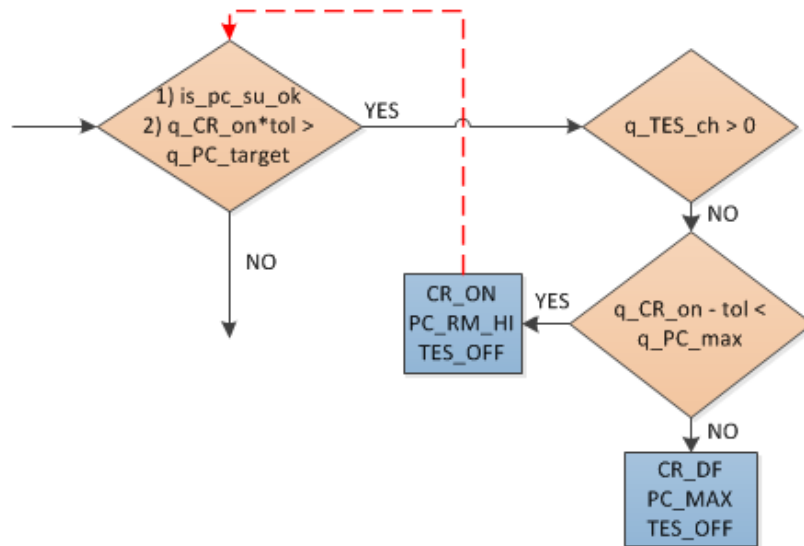 1) is_pc_su_ok
2) q_CR_on*tol >
q_PC_target
YES
q_TES_ch > 0
NO
NO
CR_ON
PC_RM_HI
TES_OFF
YES
q_CR_on - tol <
q_PC_max
NO
CR_DF
PC_MAX
TES_OFF